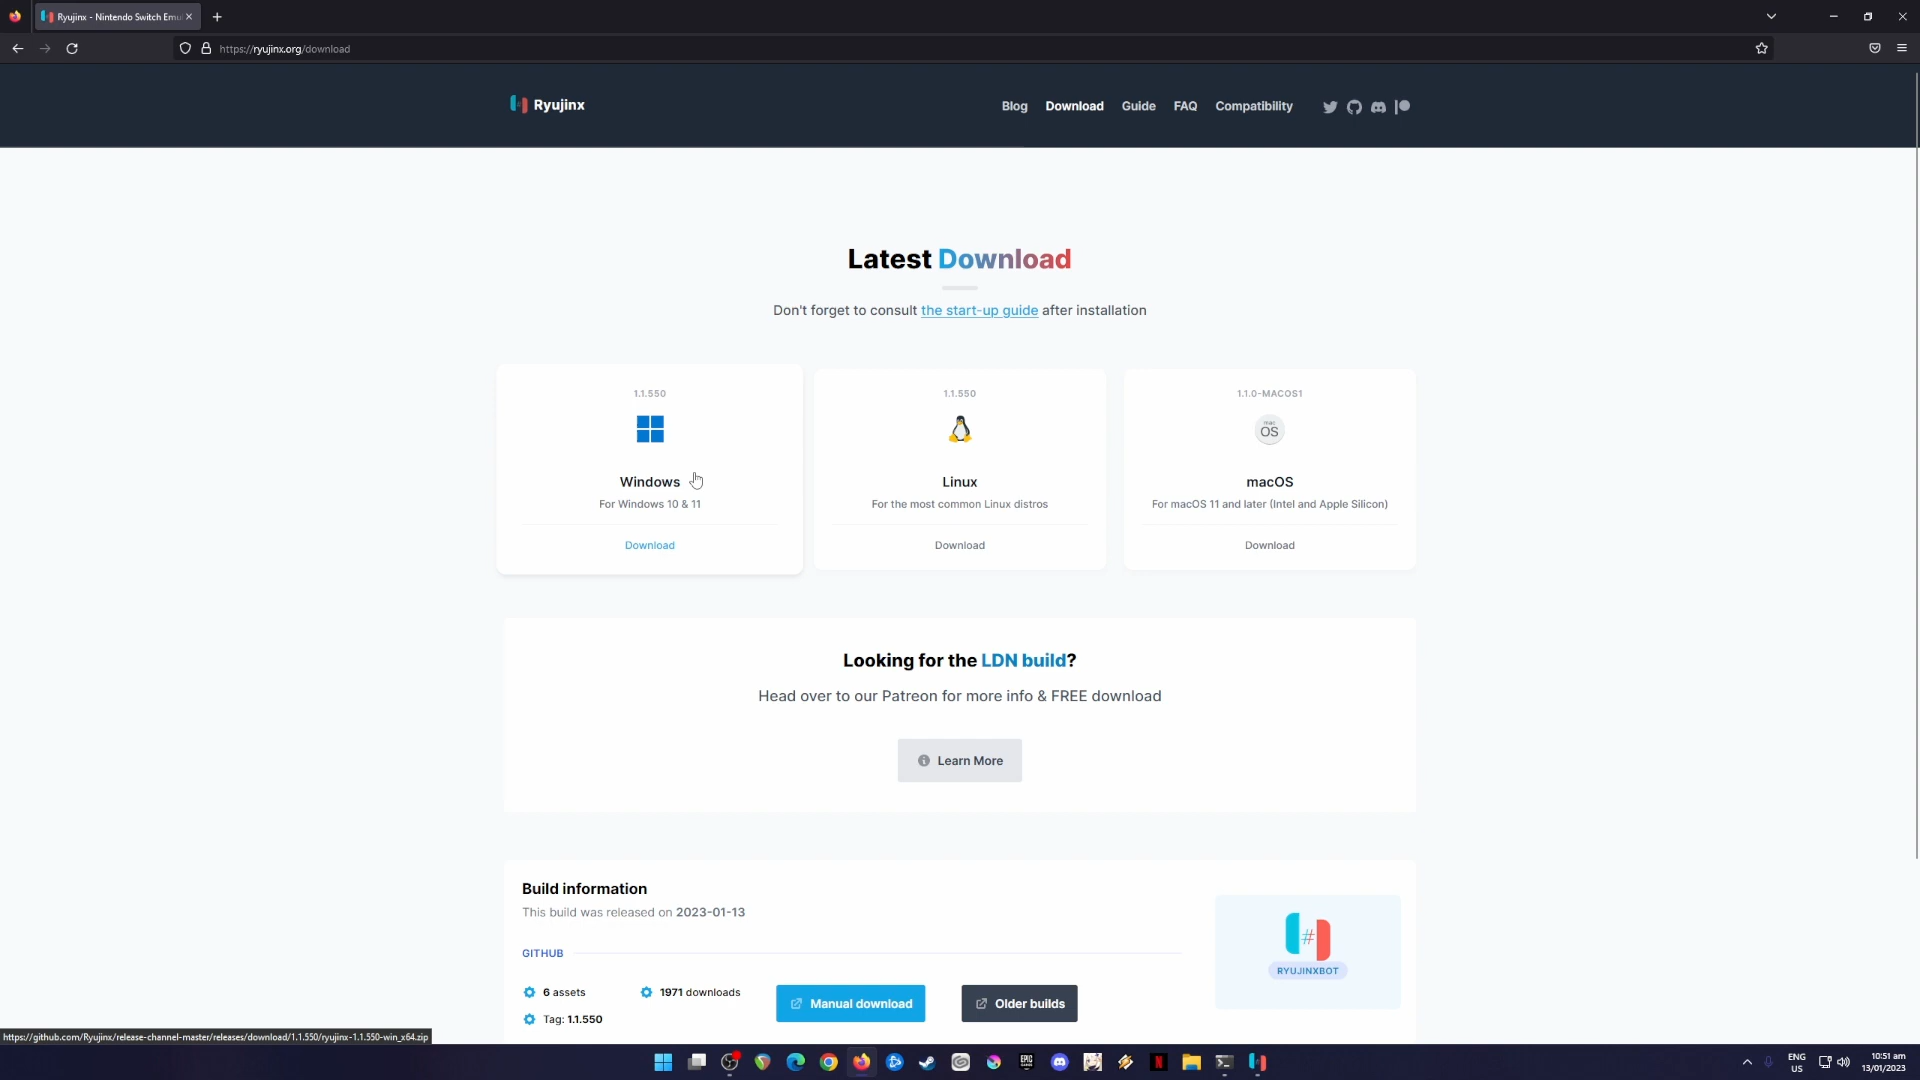 Ryujinx - Nintendo Switch Emu
https://ryujinx.org/download
Ryujinx
Blog
Download
Guide
FAQ
Compatibility
Latest Download
Don't forget to consult the start-up guide after installation
1.1.550
Windows
For Windows 10 & 11
Download
1.1.550
Linux
For the most common Linux distros
Download
1.1.0-MACOS1
mac
OS
macOS
For macOS 11 and later (Intel and Apple Silicon)
Download
Looking for the LDN build?
Head over to our Patreon for more info & FREE download
Learn More
Build information
This build was released on 2023-01-13
GITHUB
6 assets
1971 downloads
Tag: 1.1.550
Manual download
Older builds
#
RYUJINXBOT
https://github.com/Ryujinx/release-channel-master/releases/download/1.1.550/ryujinx-1.1.550-win_x64.zip
EPIC
N
ENG
US
10:51 am
13/01/2023